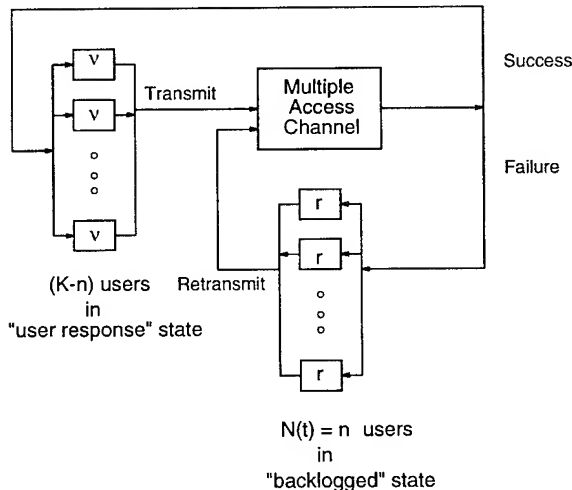 ν
Success
Transmit
Multiple
Access
Channel
ν
Failure
ν
r
(K-n) users
in
"user response" state
Retransmit
r
r
N(t) = n users
in
"backlogged" state